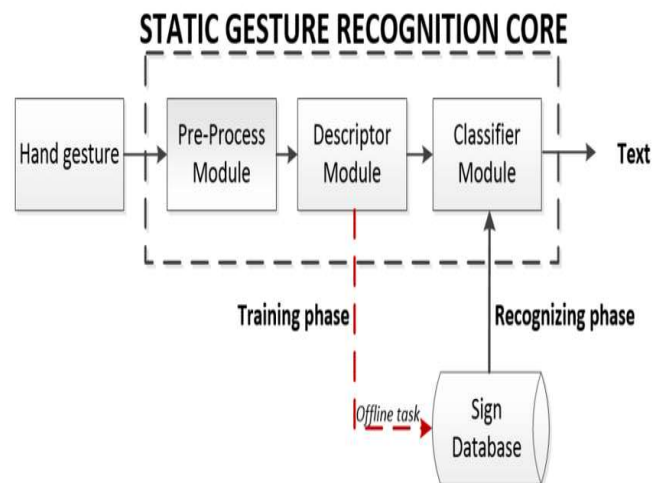 STATIC GESTURE RECOGNITION CORE
Hand gesture
Pre-Process
Module
Descriptor
Module
Classifier
Module
Text
Training phase
Recognizing phase
Offline task
Sign
Database